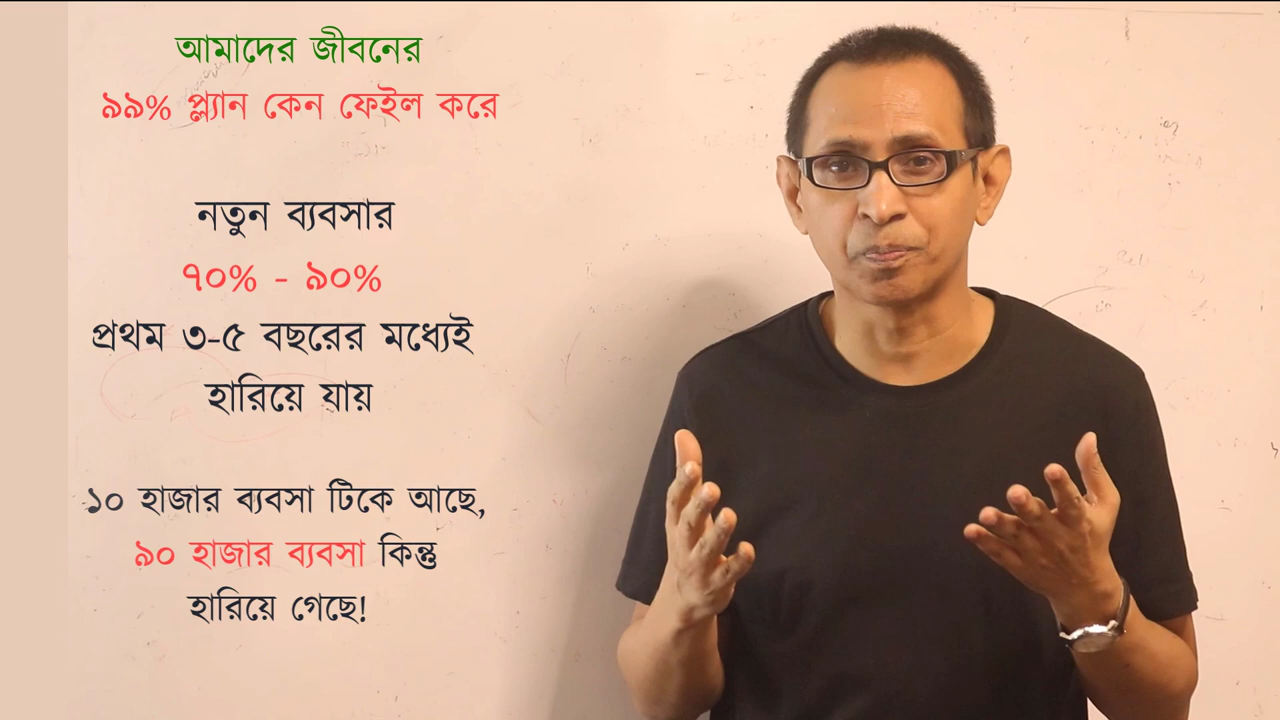 আমাদের জীবনের
৯৯% প্ল্যান কেন ফেইল করে
নতুন ব্যবসার
৭০% - ৯০%
প্রথম ৩-৫ বছরের মধ্যেই
হারিয়ে যায়
১০ হাজার ব্যবসা টিকে আছে,
৯০ হাজার ব্যবসা কিন্তু
হারিয়ে গেছে!